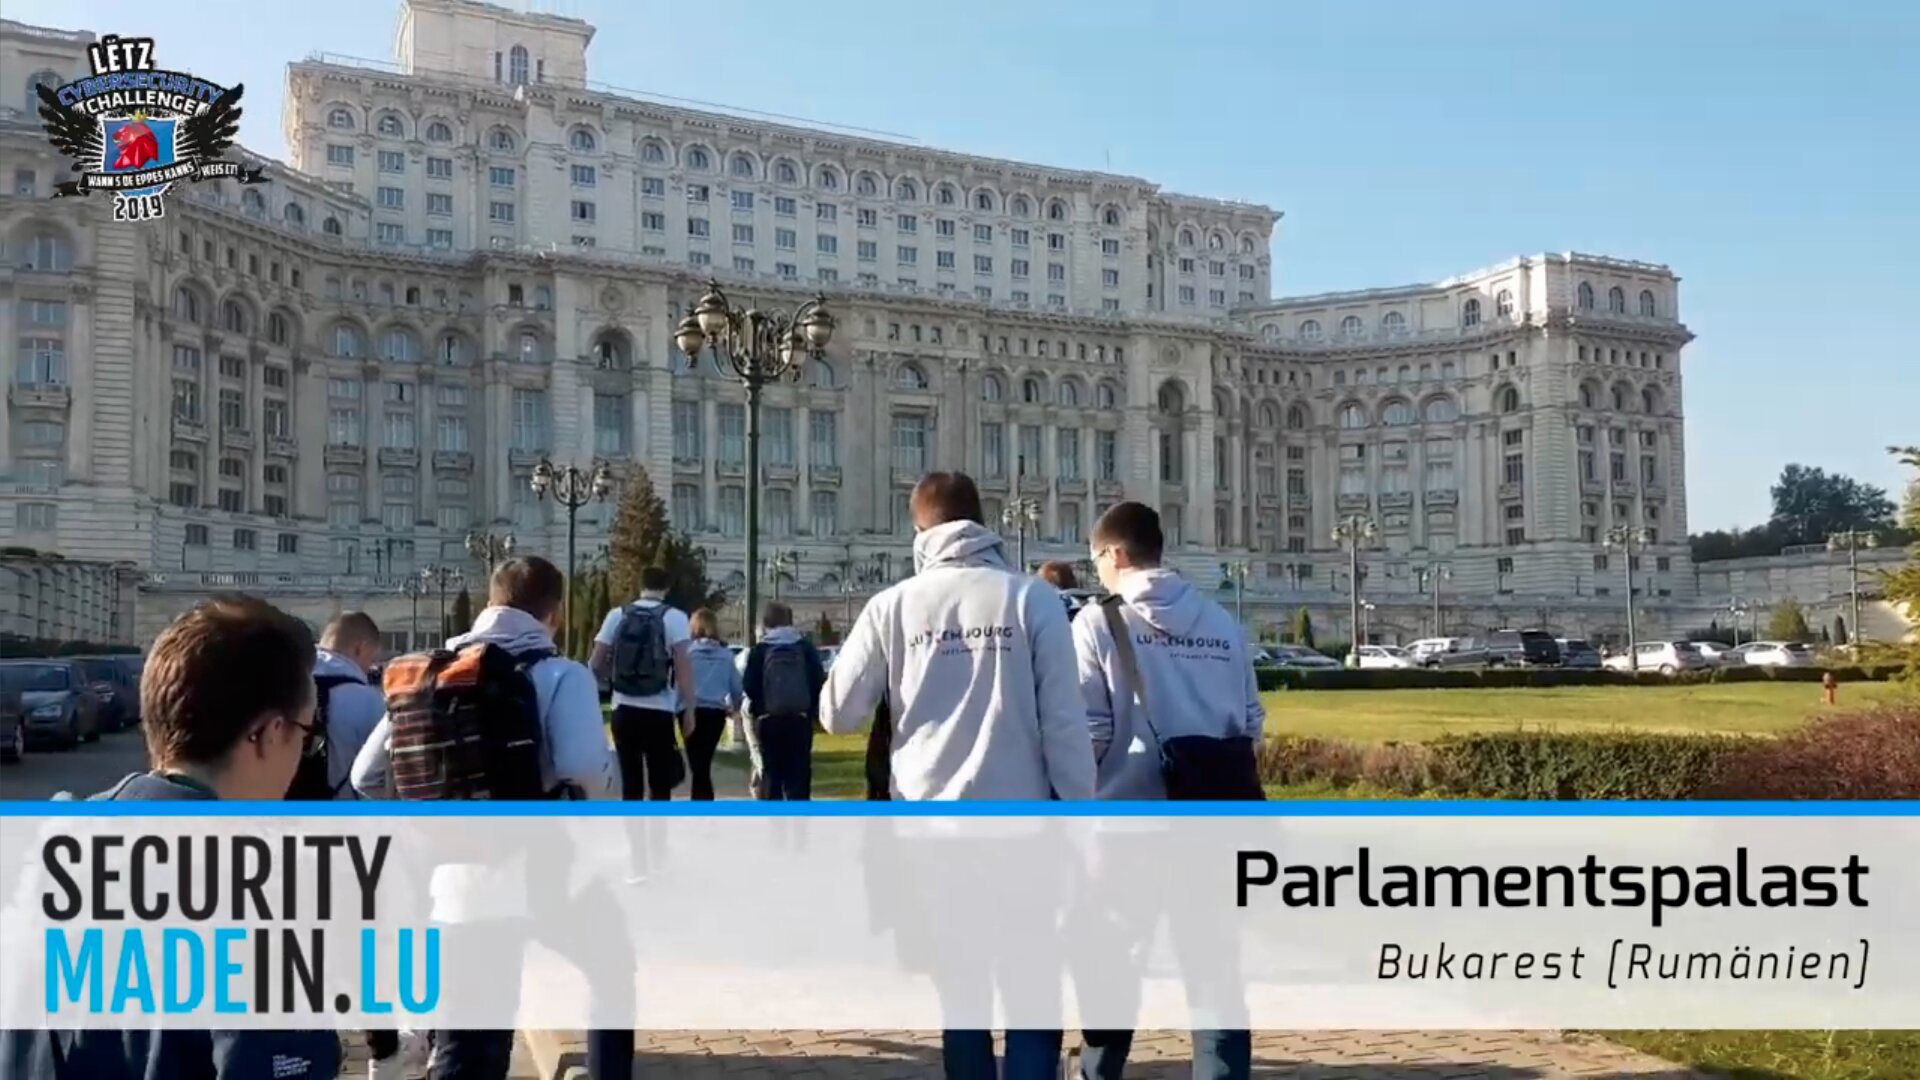 LËTZ
CYBERSECURITY
CHALLENGE
WANN S DE EPPES KANNS WEIS ET!
2019
LUXEMBOURG
LUXEMBOURG
SECURITY
MADEIN.LU
Parlamentspalast
Bukarest [Rumänien]